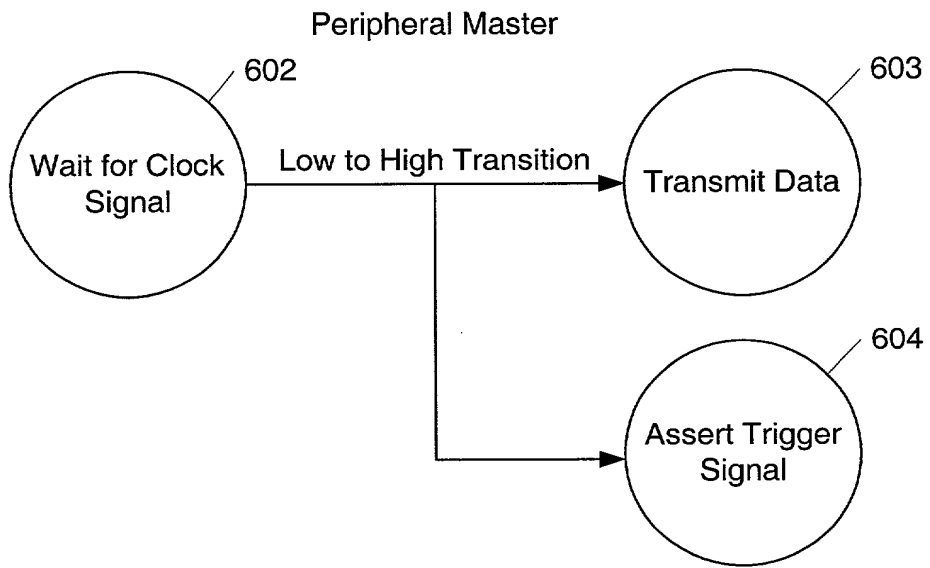 Peripheral Master
602
603
Wait for Clock
Signal
Low to High Transition
Transmit Data
604
Assert Trigger
Signal